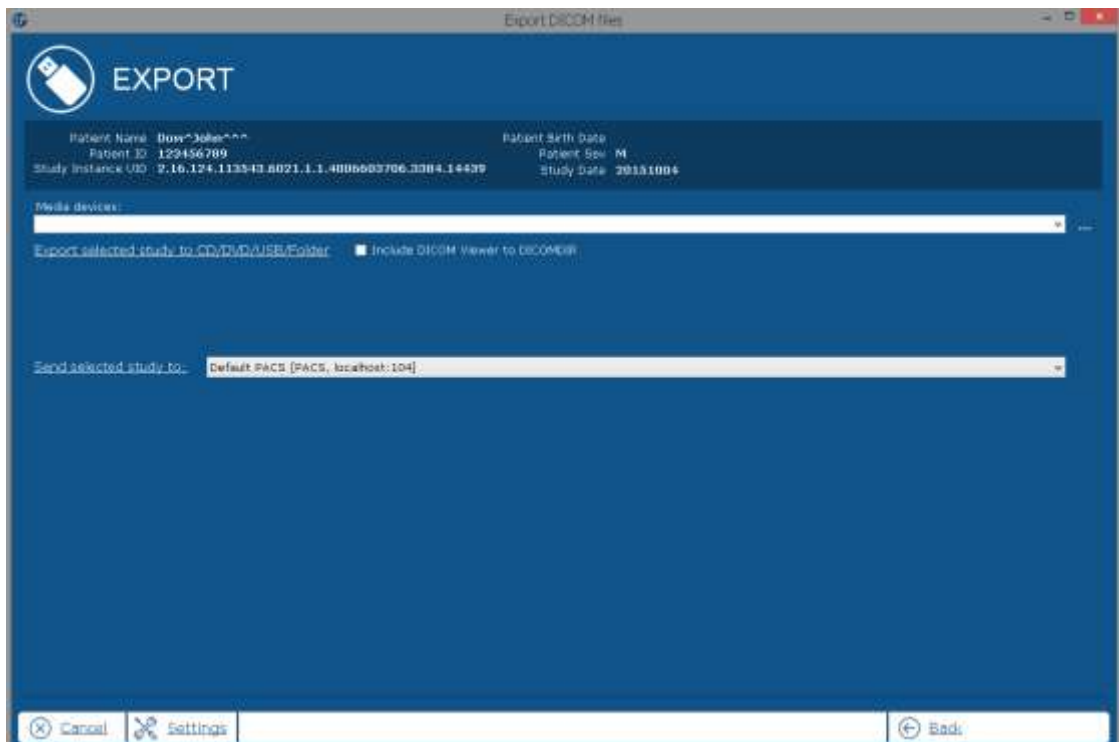 Export DICOM files
EXPORT
Patient Name Dow^John^^^
Patient Birth Date
Patient ID 123456789
Patient Sex M
Study Instance UID 2.16.124.113543.6021.1.1.4006603706.3384.14439
Study Date 20151004
Media devices:
...
Export selected study to CD/DVD/USB/Folder
Include DICOM Viewer to DICOMDIR
Send selected study to:
Default PACS [PACS, localhost:104]
Cancel
Settings
Back